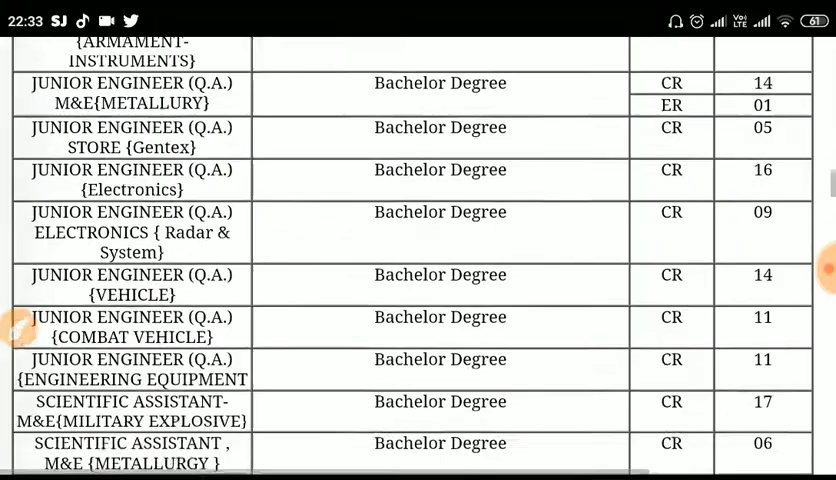 22:33 SJ Vo) LTE 61
{ARMAMENT-
INSTRUMENTS}
JUNIOR ENGINEER (Q.A.) Bachelor Degree CR 14
M&E{METALLURY} ER 01
JUNIOR ENGINEER (Q.A.) Bachelor Degree CR 05
STORE {Gentex}
JUNIOR ENGINEER (Q.A.) Bachelor Degree CR 16
{Electronics}
JUNIOR ENGINEER (Q.A.) Bachelor Degree CR 09
ELECTRONICS { Radar &
System}
JUNIOR ENGINEER (Q.A.) Bachelor Degree CR 14
{VEHICLE}
JUNIOR ENGINEER (Q.A.) Bachelor Degree CR 11
{COMBAT VEHICLE}
JUNIOR ENGINEER (Q.A.) Bachelor Degree CR 11
{ENGINEERING EQUIPMENT
SCIENTIFIC ASSISTANT- Bachelor Degree CR 17
M&E{MILITARY EXPLOSIVE}
SCIENTIFIC ASSISTANT , Bachelor Degree CR 06
M&E {METALLURGY }